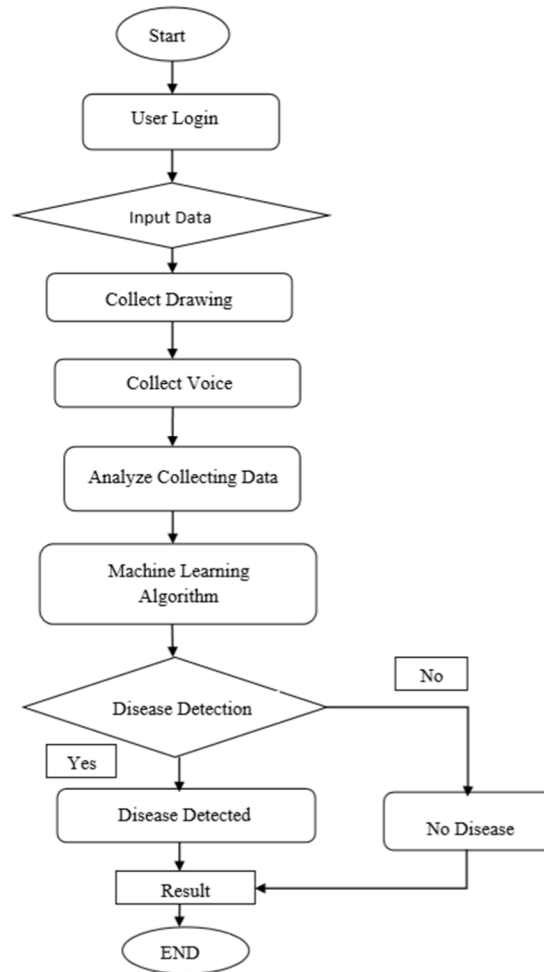 Start
User Login
Input Data
Collect Drawing
Collect Voice
Analyze Collecting Data
Machine Learning
Algorithm
No
Disease Detection
Yes
Disease Detected
No Disease
Result
END